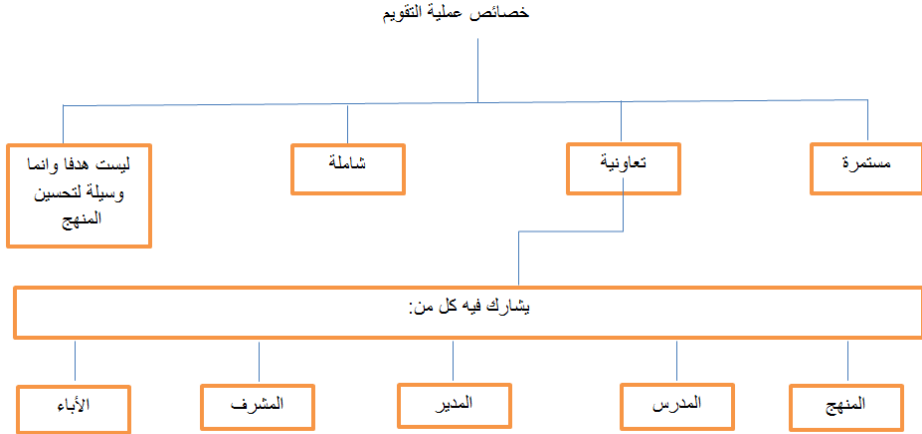 خصائص عملية التقويم
مستمرة
تعاونية
شاملة
ليست هدفا وانما
وسيلة لتحسين
المنهج
يشارك فيه كل من:
المنهج
المدرس
المدير
المشرف
الأباء